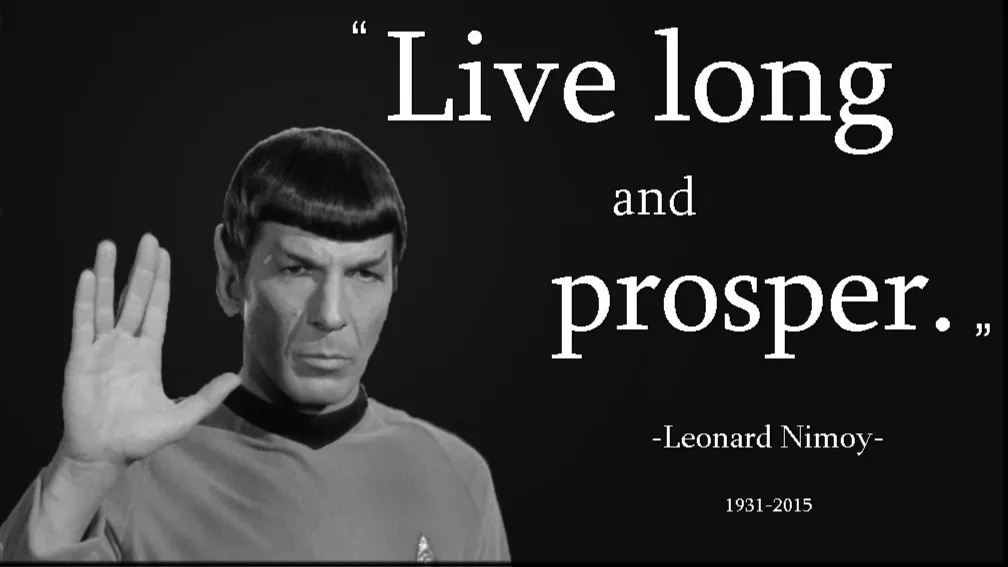 “ Live long
and
prosper. „
-Leonard Nimoy-
1931-2015